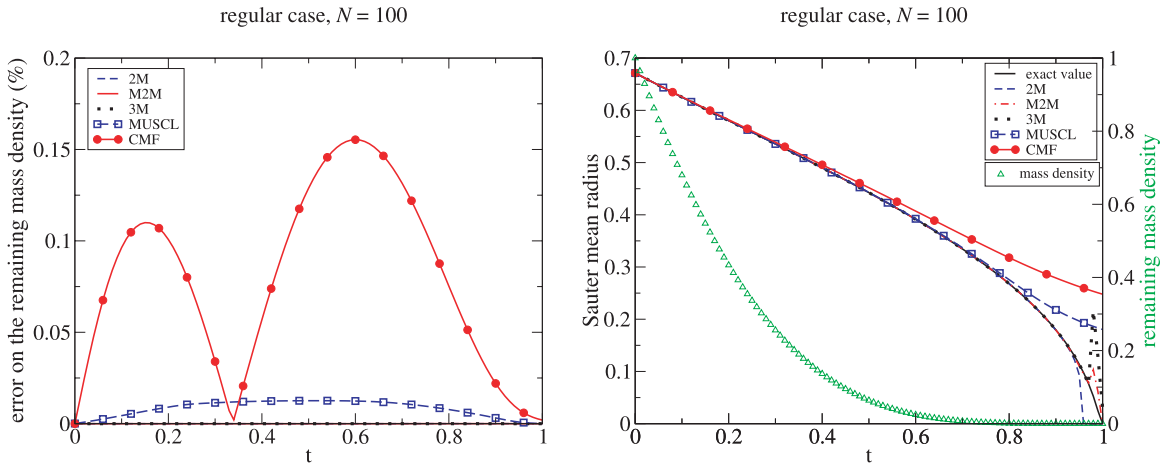 regular case, N = 100
error on the remaining mass density (%)
0.2
0.15
0.1
0.05
0
2M
M2M
3M
MUSCL
CMF
0 0.2 0.4 0.6 0.8 1
t
regular case, N = 100
Sauter mean radius
0.7
0.6
0.5
0.4
0.3
0.2
0.1
0
exact value
2M
M2M
3M
MUSCL
CMF
mass density
1
0.8
0.6
0.4
0.2
0
remaining mass density
0 0.2 0.4 0.6 0.8 1
t